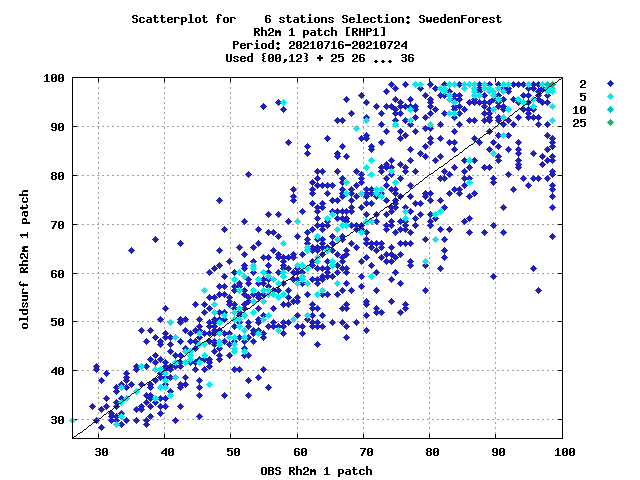 Scatterplot for    6 stations Selection: SwedenForest
Rh2m 1 patch [RHP1]
Period: 20210716-20210724
Used {00,12} + 25 26 ... 36
100
90
80
70
60
50
40
30
oldsurf Rh2m 1 patch
2
5
10
25
30 40 50 60 70 80 90 100
OBS Rh2m 1 patch